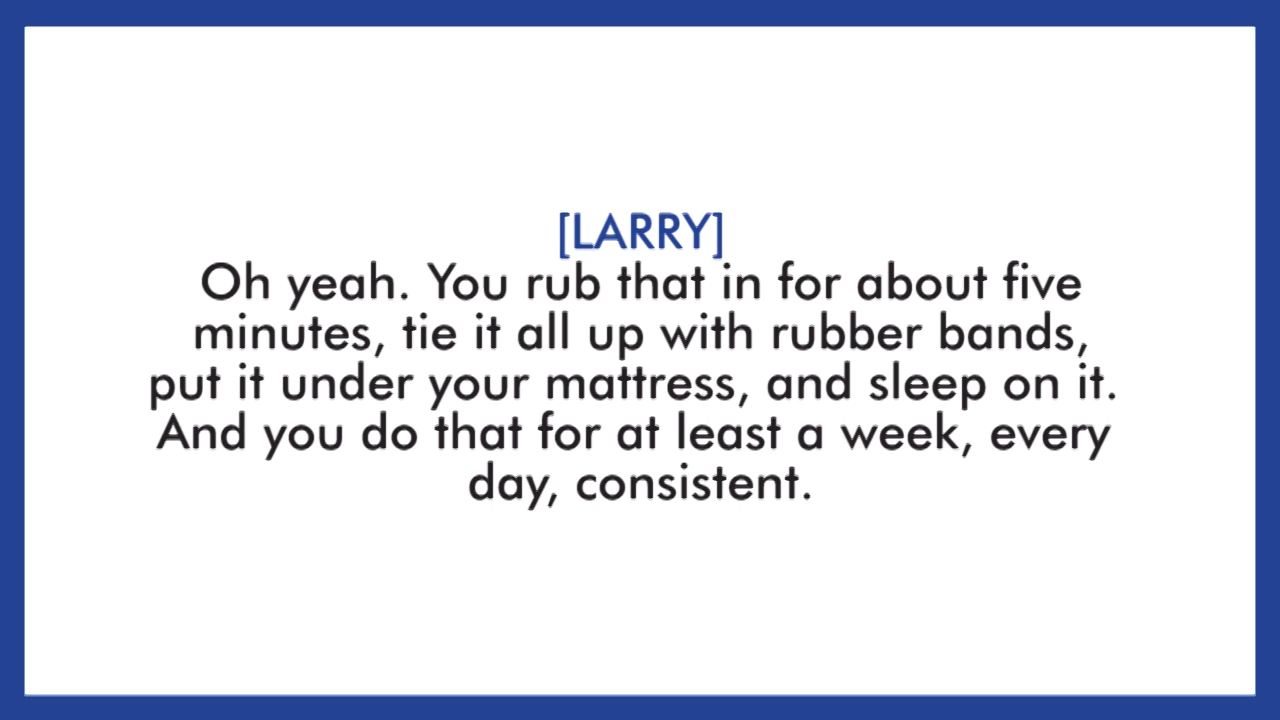 [LARRY]
Oh yeah. You rub that in for about five
minutes, tie it all up with rubber bands,
put it under your mattress, and sleep on it.
And you do that for at least a week, every
day, consistent.